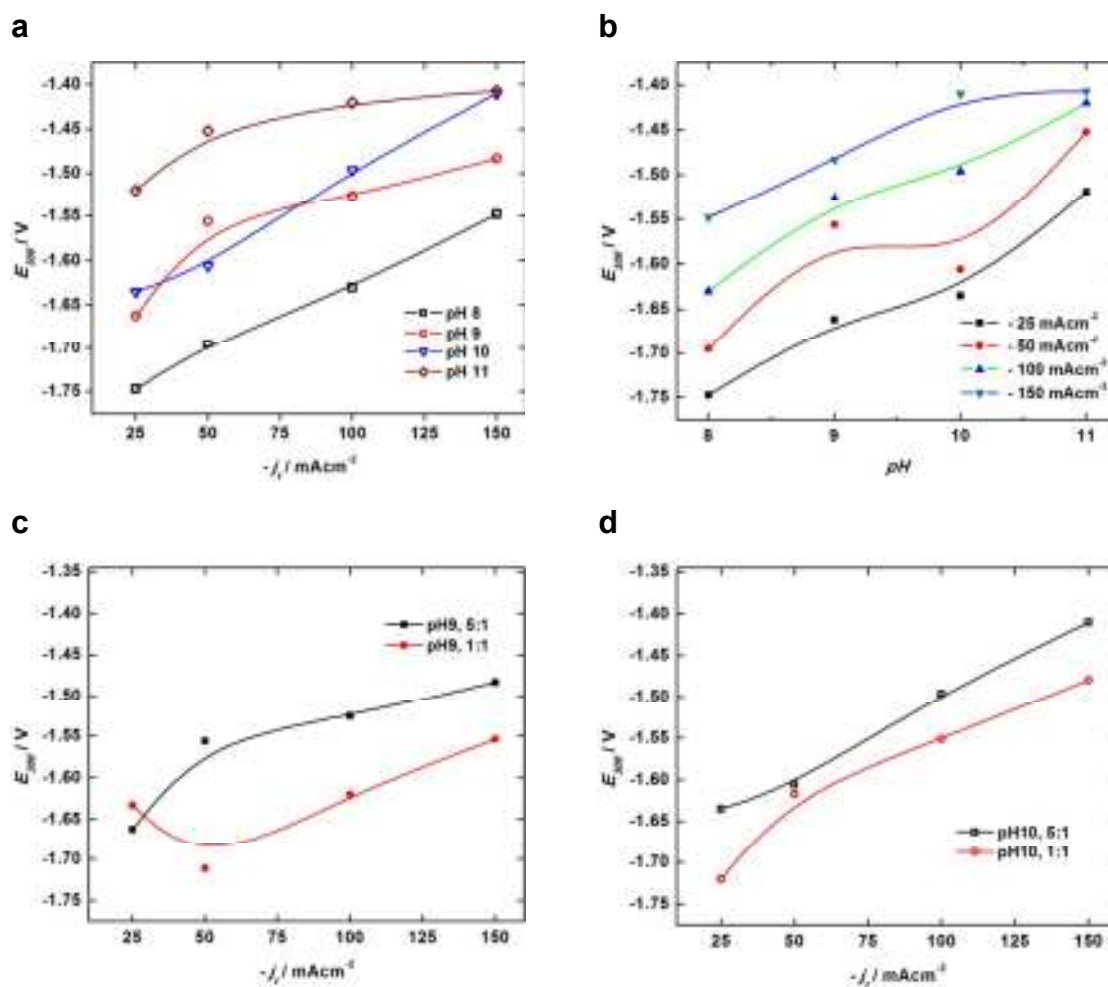 a
-1.40
-1.45
-1.50
-1.55
-1.60
-1.65
-1.70
-1.75
/ V
pH 8
pH 9
pH 10
pH 11
25 50 75 100 125 150
/ mAcm-2
b
-1.40
-1.45
-1.50
-1.55
-1.60
-1.65
-1.70
-1.75
/ V
- 25 mAcm-2
- 50 mAcm-2
- 100 mAcm-2
- 150 mAcm-2
8 9 10 11
pH
c
-1.35
-1.40
-1.45
-1.50
-1.55
-1.60
-1.65
-1.70
-1.75
/ V
pH9, 5:1
pH9, 1:1
25 50 75 100 125 150
/ mAcm-2
d
-1.35
-1.40
-1.45
-1.50
-1.55
-1.60
-1.65
-1.70
-1.75
/ V
pH10, 5:1
pH10, 1:1
25 50 75 100 125 150
/ mAcm-2